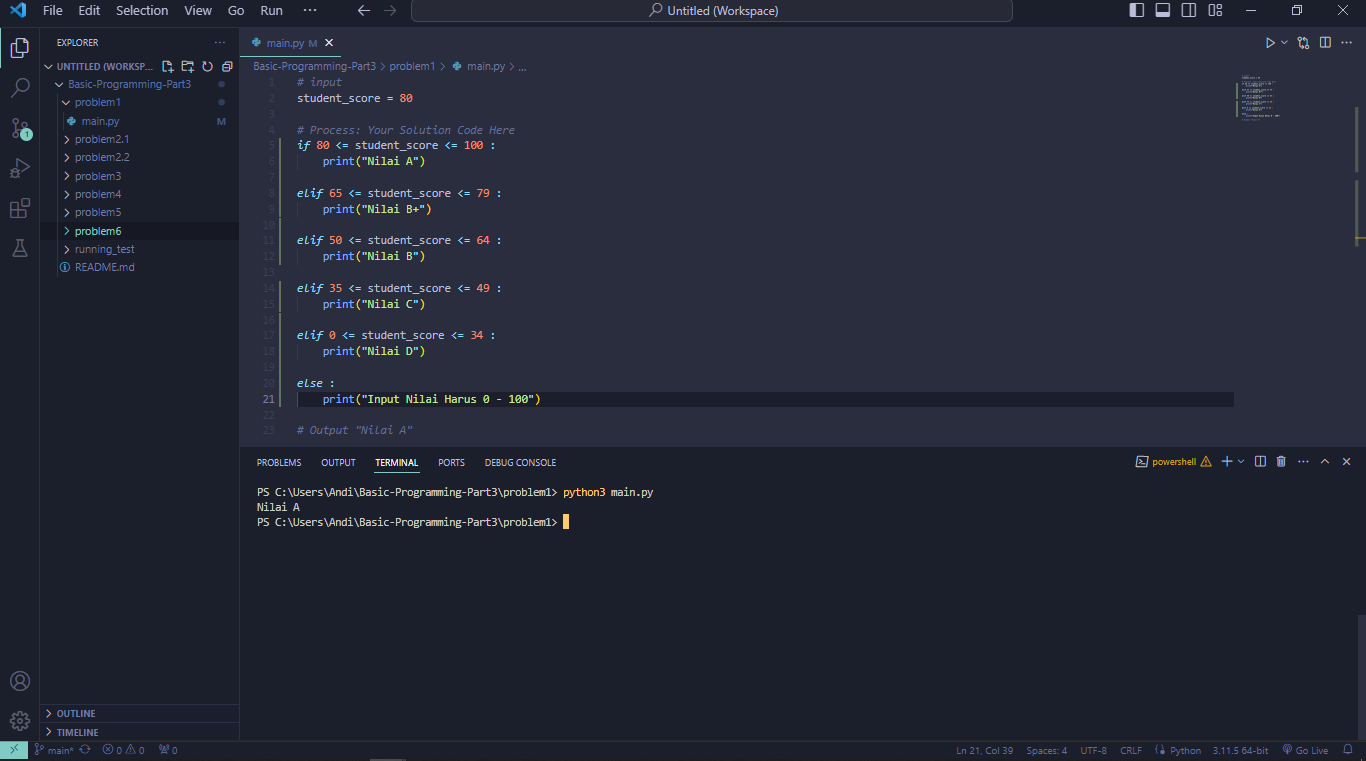 File Edit Selection View Go Run ··· Untitled (Workspace)
EXPLORER ···
UNTITLED (WORKSP...
Basic-Programming-Part3
problem1
main.py M
problem2.1
problem2.2
problem3
problem4
problem5
problem6
running_test
README.md
OUTLINE
TIMELINE
1
main.py M
Basic-Programming-Part3 > problem1 > main.py > ...
1 # input
2 student_score = 80
3
4 # Process: Your Solution Code Here
5 if 80 <= student_score <= 100 :
6 print("Nilai A")
7
8 elif 65 <= student_score <= 79 :
9 print("Nilai B+")
10
11 elif 50 <= student_score <= 64 :
12 print("Nilai B")
13
14 elif 35 <= student_score <= 49 :
15 print("Nilai C")
16
17 elif 0 <= student_score <= 34 :
18 print("Nilai D")
19
20 else :
21 print("Input Nilai Harus 0 - 100")
22
23 # Output "Nilai A"
PROBLEMS OUTPUT TERMINAL PORTS DEBUG CONSOLE powershell
PS C:\Users\Andi\Basic-Programming-Part3\problem1> python3 main.py
Nilai A
PS C:\Users\Andi\Basic-Programming-Part3\problem1>
main* 0 0 0 Ln 21, Col 39 Spaces: 4 UTF-8 CRLF Python 3.11.5 64-bit Go Live